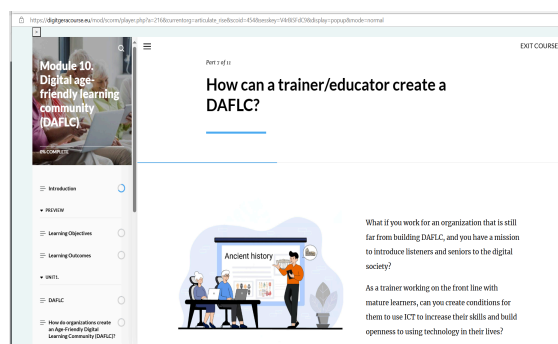 https://digitgeracourse.eu/mod/scorm/player.php?a=216&currentorg=articulate_rise&scoid=454&sesskey=V4rBSFdC9&display=popup&mode=normal
EXIT COURSE
Module 10.
Digital age-
friendly learning
community
(DAFLC)
0% COMPLETE
Introduction
PREVIEW
Learning Objectives
Learning Outcomes
UNIT1.
DAFLC
How do organizations create
an Age-Friendly Digital
Learning Community (DAFLC)?
Part 7 of 11
How can a trainer/educator create a
DAFLC?
Ancient history
What if you work for an organization that is still
far from building DAFLC, and you have a mission
to introduce listeners and seniors to the digital
society?
As a trainer working on the front line with
mature learners, can you create conditions for
them to use ICT to increase their skills and build
openness to using technology in their lives?